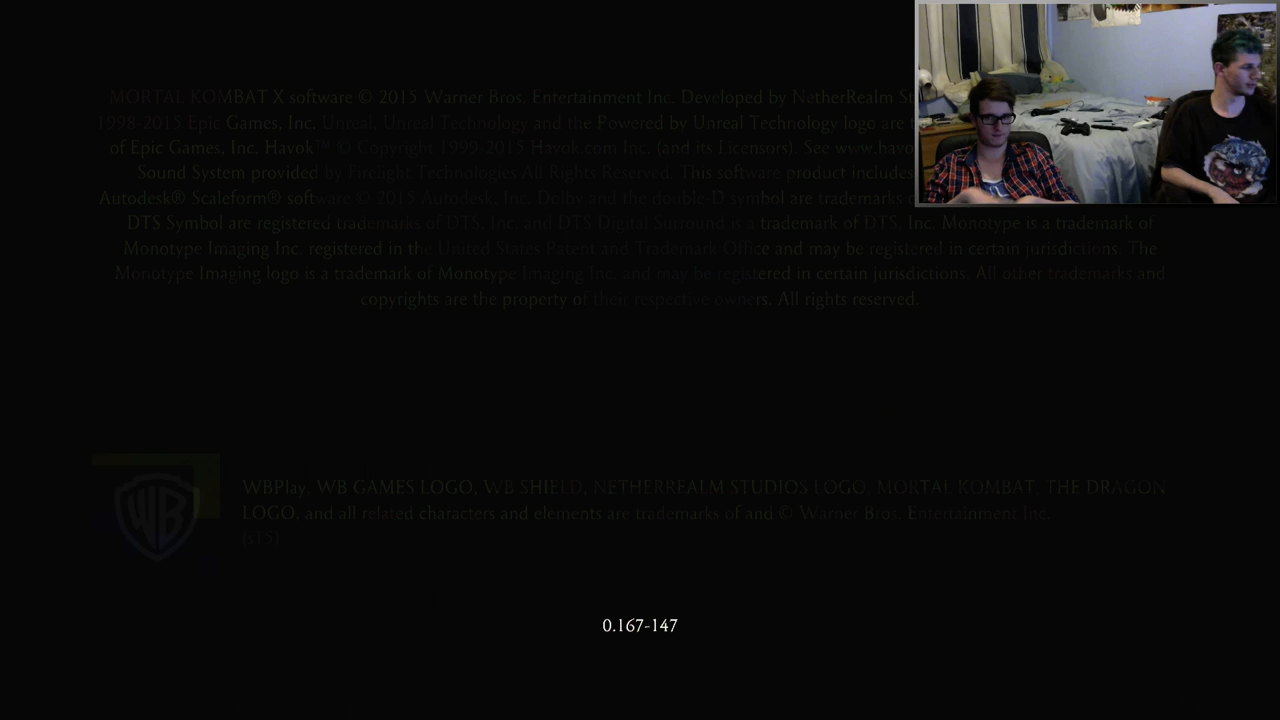 MORTAL KOMBAT X software © 2015 Warner Bros. Entertainment Inc. Developed by NetherRealm
1998-2015 Epic Games, Inc. Unreal, Unreal Technology and the Powered by Unreal Technology logo are
of Epic Games, Inc. Havok™ © Copyright 1999-2015 Havok.com Inc. (and its Licensors). See
Sound System provided by Firelight Technologies All Rights Reserved. This software product includes
Autodesk® Scaleform® software © 2015 Autodesk, Inc. Dolby and the double-D symbol are trademarks
DTS Symbol are registered trademarks of DTS, Inc. and DTS Digital Surround is a trademark of DTS, Inc. Monotype is a trademark of
Monotype Imaging Inc. registered in the United States Patent and Trademark Office and may be registered in certain jurisdictions. The
Monotype Imaging logo is a trademark of Monotype Imaging Inc. and may be registered in certain jurisdictions. All other trademarks and
copyrights are the property of their respective owners. All rights reserved.
WB
WBPlay, WB GAMES LOGO, WB SHIELD, NETHERREALM STUDIOS LOGO, MORTAL KOMBAT, THE DRAGON
LOGO, and all related characters and elements are trademarks of and © Warner Bros. Entertainment Inc.
(s15)
0.167-147